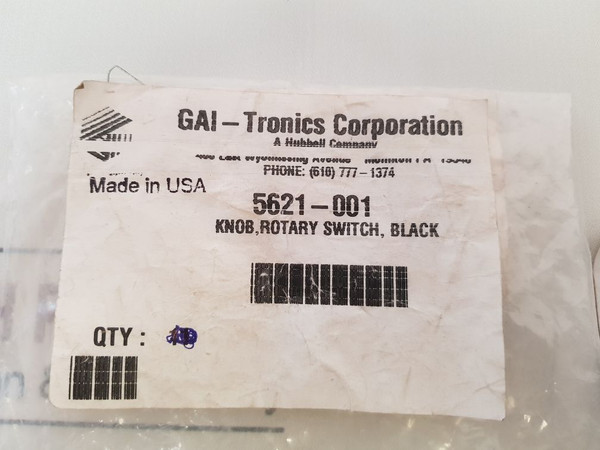 GAI-Tronics Corporation
A Hubbell Company
PHONE: (610) 777-1374
Made in USA
5621-001
KNOB,ROTARY SWITCH, BLACK
QTY :